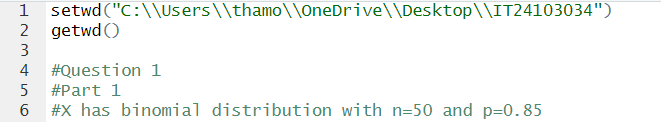 1 setwd("C:\\Users\\thamo\\OneDrive\\Desktop\\IT24103034")
2 getwd()
3
4 #Question 1
5 #Part 1
6 #X has binomial distribution with n=50 and p=0.85